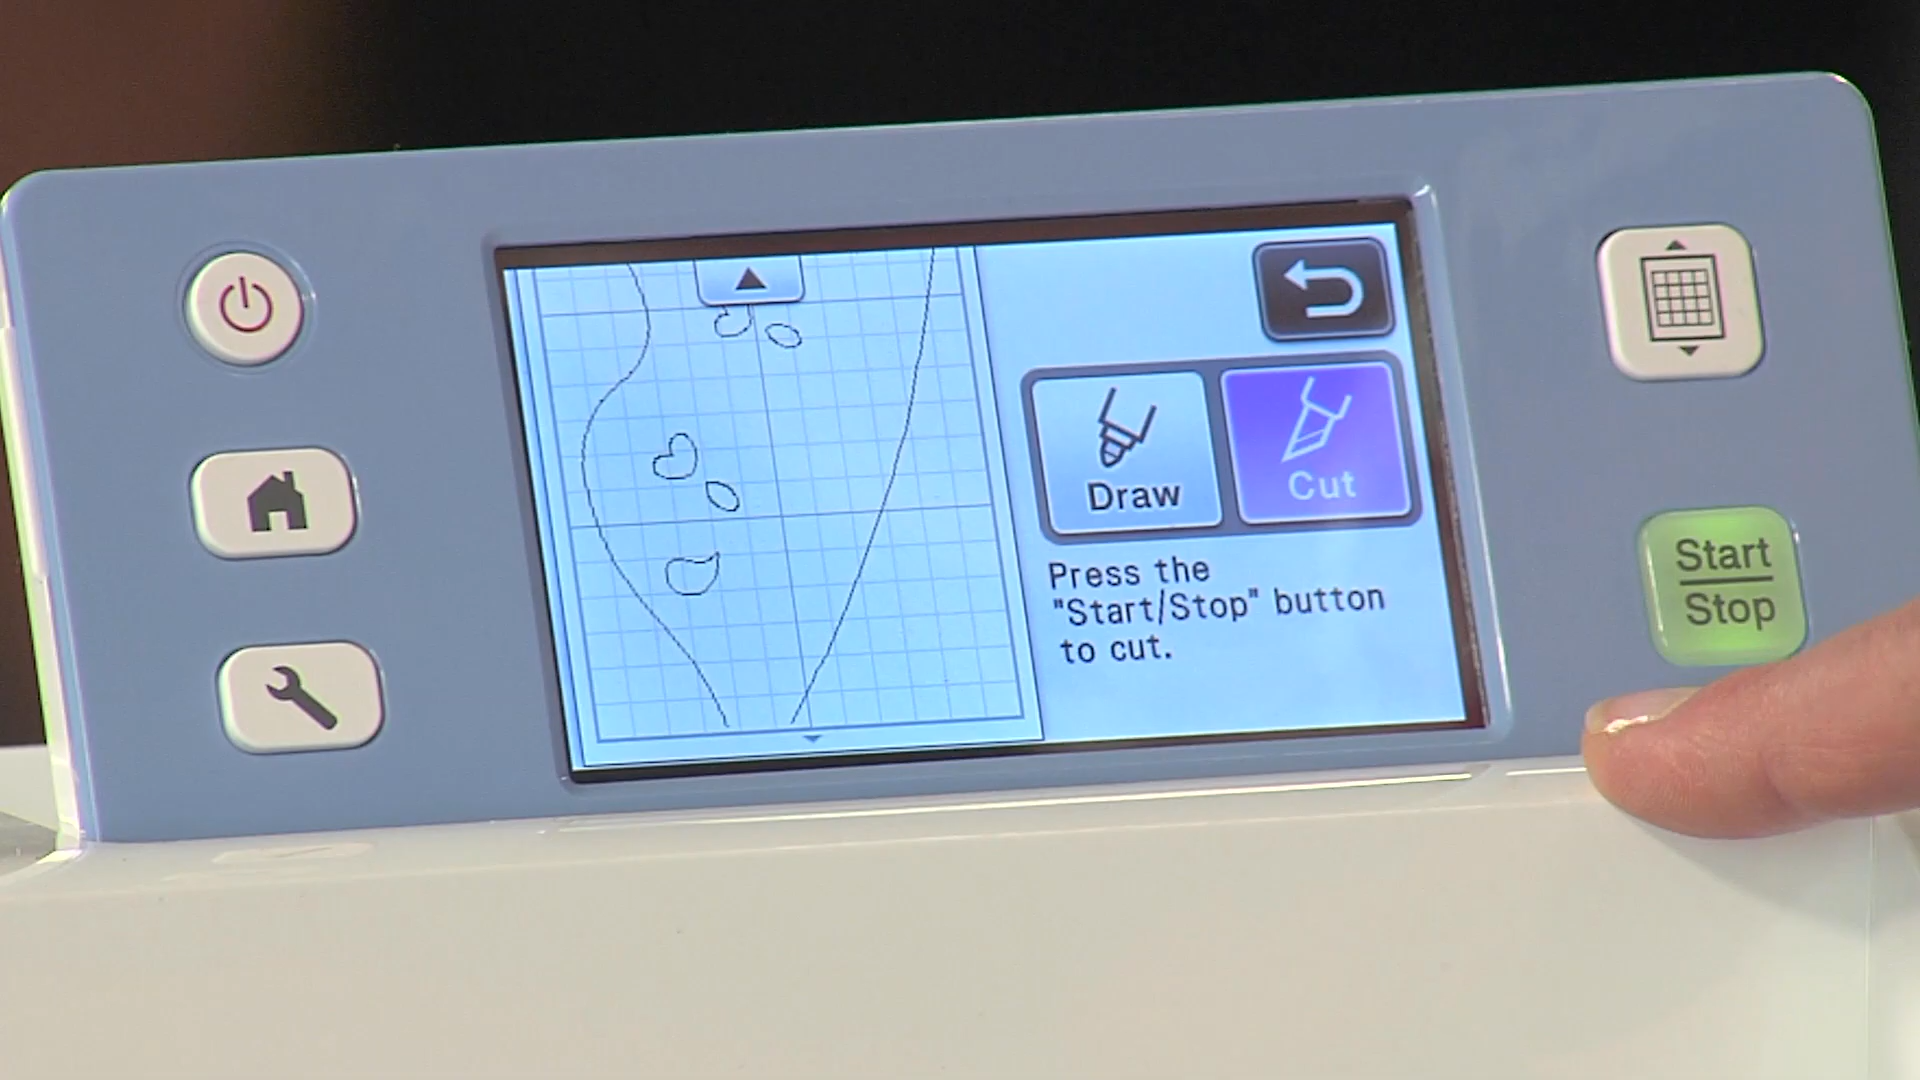 Draw
Cut
Press the
"Start/Stop" button
to cut.
Start
Stop